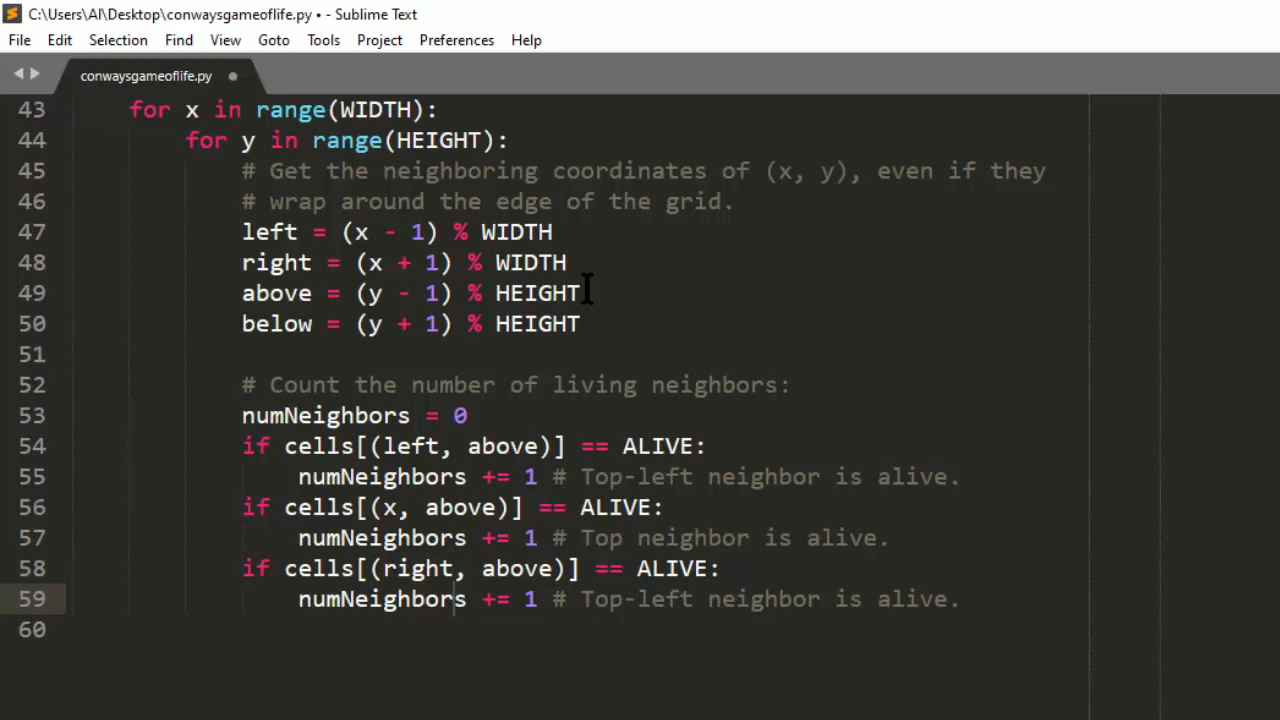 C:\Users\Al\Desktop\conwaysgameoflife.py • - Sublime Text
File Edit Selection Find View Goto Tools Project Preferences Help
conwaysgameoflife.py
43 for x in range(WIDTH):
44 for y in range(HEIGHT):
45 # Get the neighboring coordinates of (x, y), even if they
46 # wrap around the edge of the grid.
47 left = (x - 1) % WIDTH
48 right = (x + 1) % WIDTH
49 above = (y - 1) % HEIGHT
50 below = (y + 1) % HEIGHT
51
52 # Count the number of living neighbors:
53 numNeighbors = 0
54 if cells[(left, above)] == ALIVE:
55 numNeighbors += 1 # Top-left neighbor is alive.
56 if cells[(x, above)] == ALIVE:
57 numNeighbors += 1 # Top neighbor is alive.
58 if cells[(right, above)] == ALIVE:
59 numNeighbors += 1 # Top-left neighbor is alive.
60